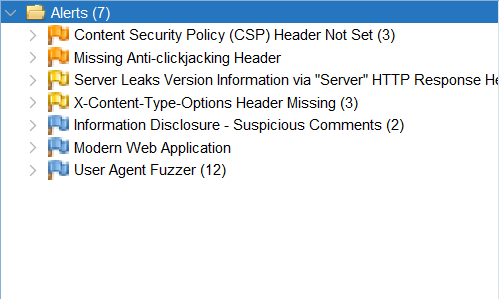 Alerts (7)
Content Security Policy (CSP) Header Not Set (3)
Missing Anti-clickjacking Header
Server Leaks Version Information via "Server" HTTP Response He
X-Content-Type-Options Header Missing (3)
Information Disclosure - Suspicious Comments (2)
Modern Web Application
User Agent Fuzzer (12)